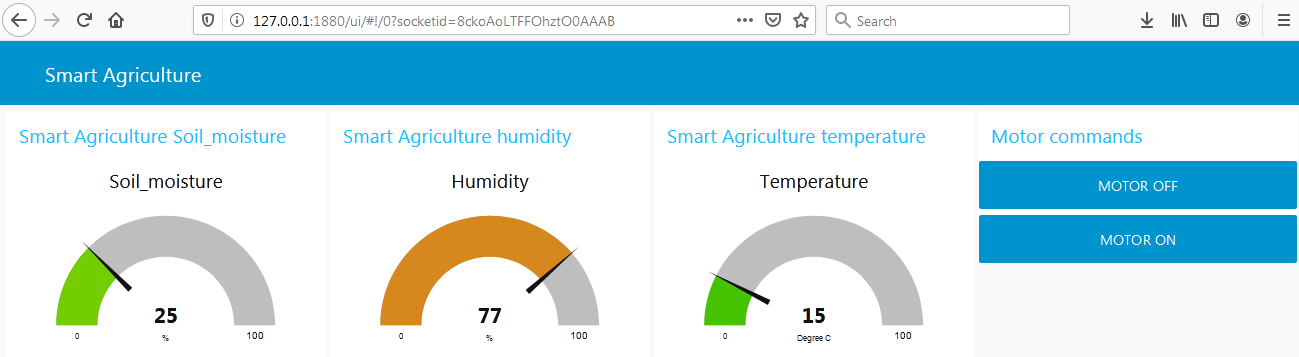 127.0.0.1:1880/ui/#!/0?socketid=8ckoAoLTFFOhztO0AAAB
Search
Smart Agriculture
Smart Agriculture Soil_moisture
Soil_moisture
25
%
0
100
Smart Agriculture humidity
Humidity
77
%
0
100
Smart Agriculture temperature
Temperature
15
Degree C
0
100
Motor commands
MOTOR OFF
MOTOR ON